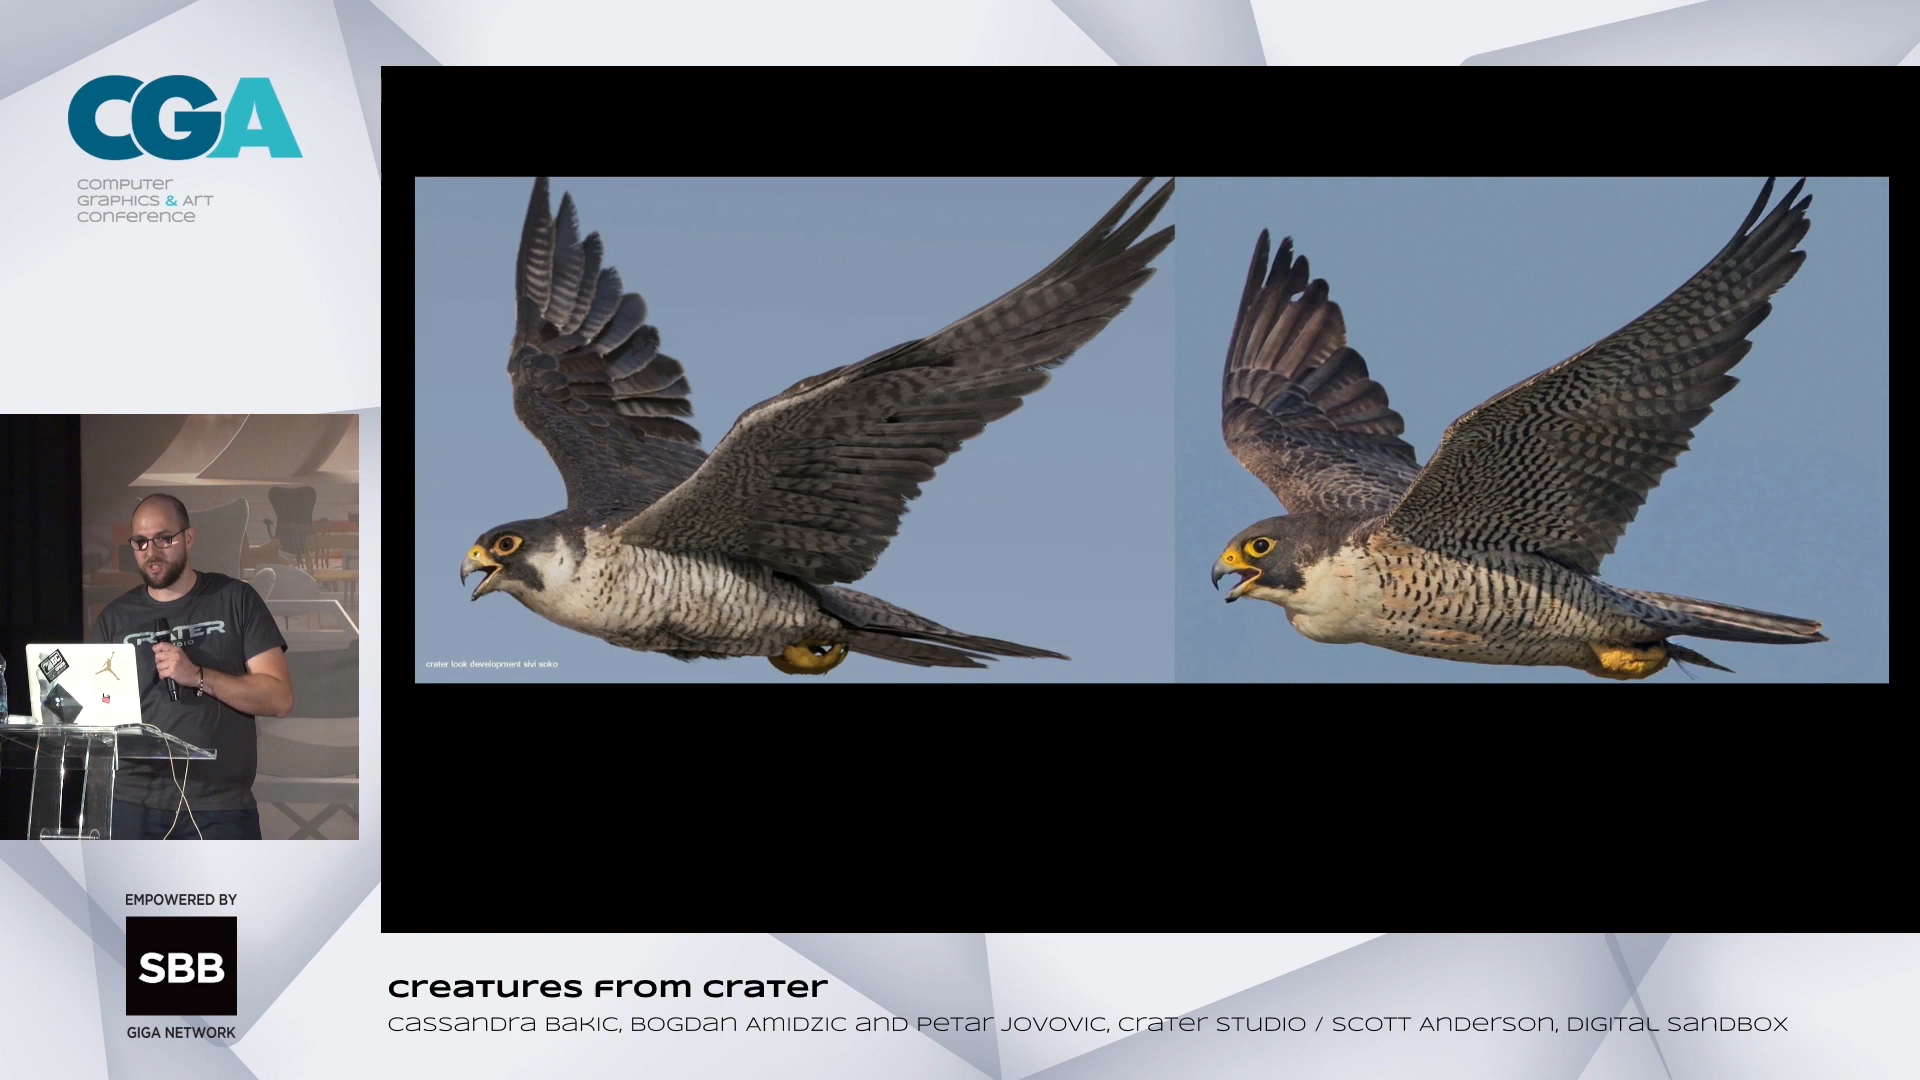 CGA
computer
graphics & art
conference
crater look development sivi soko
CRATER
EMPOWERED BY
SBB
GIGA NETWORK
creatures from crater
cassandra bakic, bogdan amidzic and petar jovovic, crater studio / scott anderson, digital sandbox